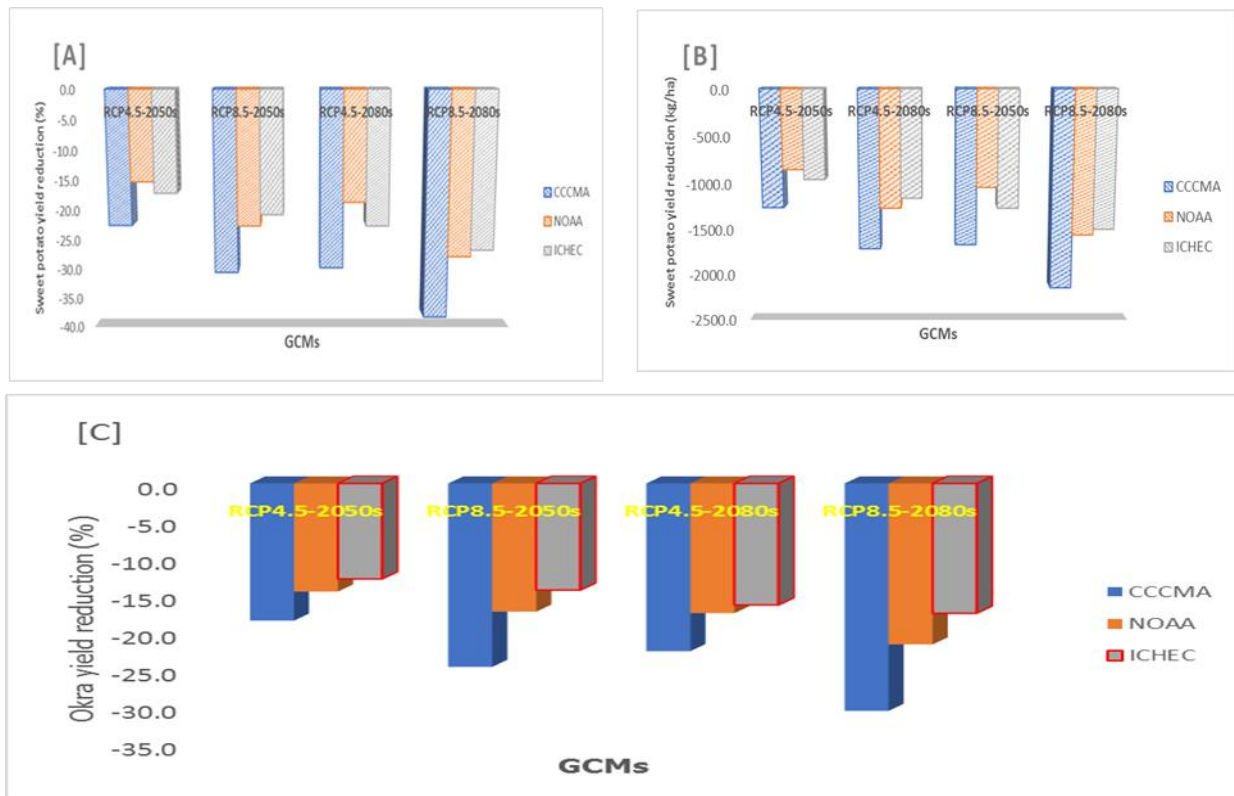 [A]
Sweet potato yield reduction (%)
0.0
-5.0
-10.0
-15.0
-20.0
-25.0
-30.0
-35.0
-40.0
RCP4.5-2050s RCP8.5-2050s RCP4.5-2080s RCP8.5-2080s
GCMs
CCCMA
NOAA
ICHEC
[B]
Sweet potato yield reduction (kg/ha)
0.0
-500.0
-1000.0
-1500.0
-2000.0
-2500.0
RCP4.5-2050s RCP4.5-2080s RCP8.5-2050s RCP8.5-2080s
GCMs
CCCMA
NOAA
ICHEC
[C]
Okra yield reduction (%)
0.0
-5.0
-10.0
-15.0
-20.0
-25.0
-30.0
-35.0
RCP4.5-2050s RCP8.5-2050s RCP4.5-2080s RCP8.5-2080s
GCMs
CCCMA
NOAA
ICHEC